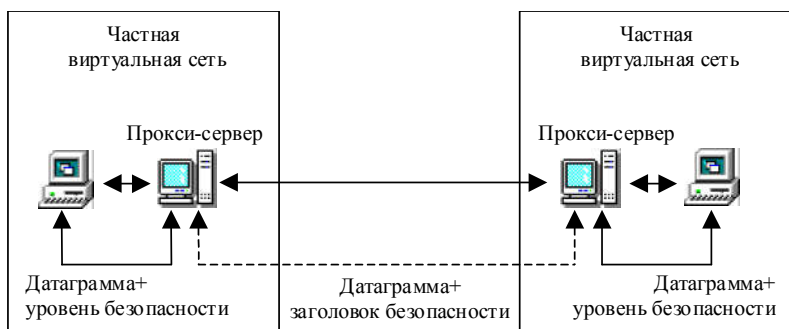 Частная
виртуальная сеть
Частная
виртуальная сеть
Прокси-сервер
Прокси-сервер
Датаграмма+
уровень безопасности
Датаграмма+
заголовок безопасности
Датаграмма+
уровень безопасности